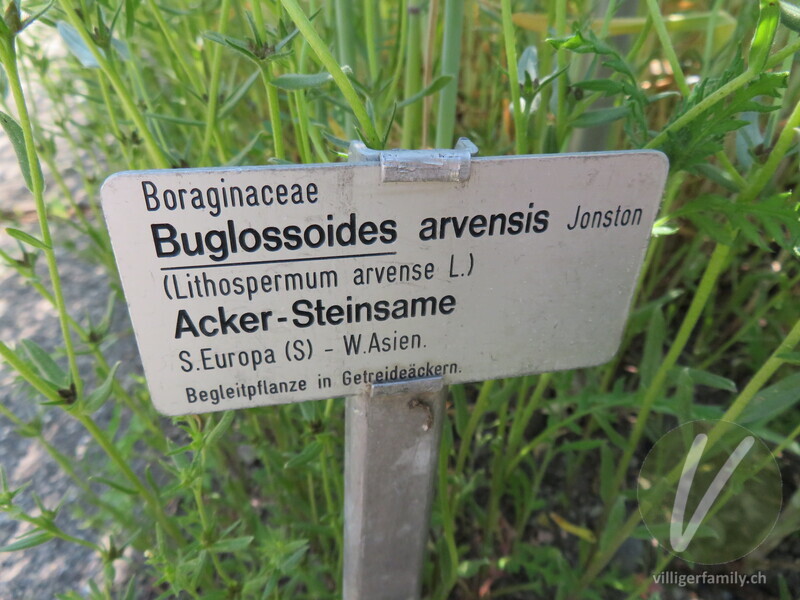 Boraginaceae
Buglossoides arvensis Jonston
(Lithospermum arvense L.)
Acker-Steinsame
S.Europa (S) - W.Asien.
Begleitpflanze in Getreideäckern.
V
villigerfamily.ch